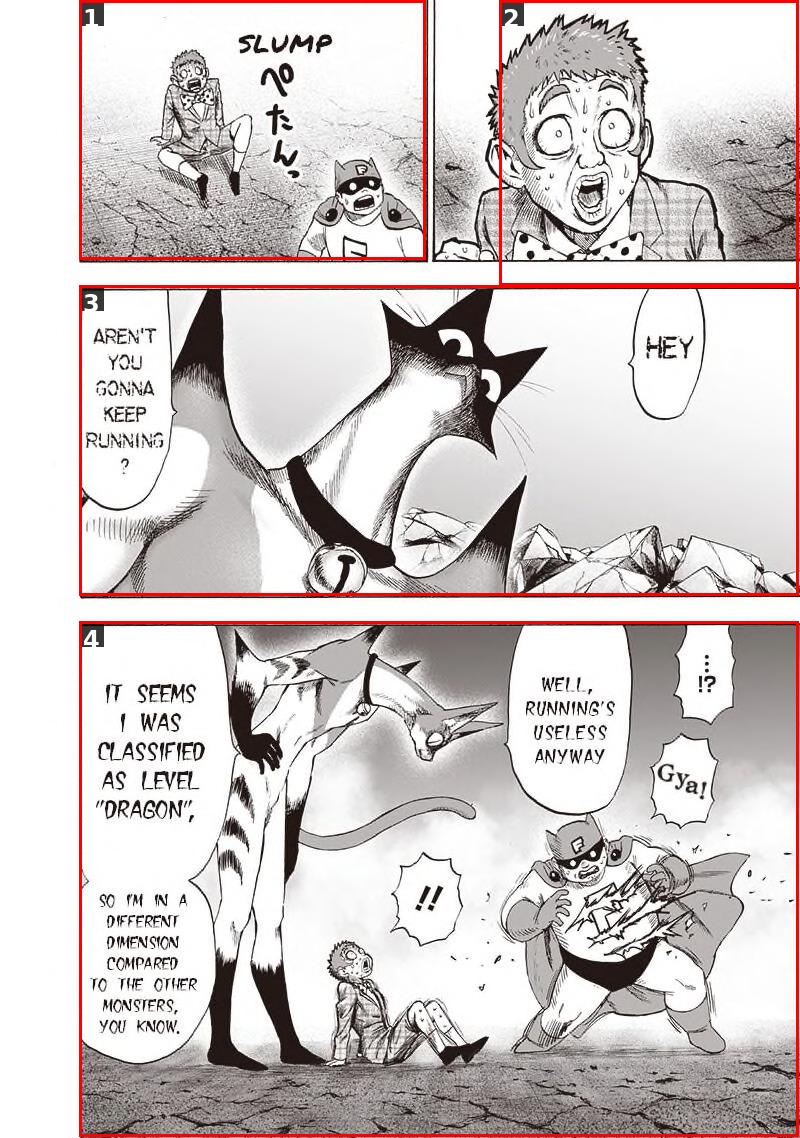 1
SLUMP
ぺたんっ
F
F
2
3
HEY
AREN'T
YOU
GONNA
KEEP
RUNNING
?
4
...
!?
Gya!
WELL,
RUNNING'S
USELESS
ANYWAY
F
F
!!
IT SEEMS
I WAS
CLASSIFIED
AS LEVEL
"DRAGON",
SO I'M IN A
DIFFERENT
DIMENSION
COMPARED
TO THE OTHER
MONSTERS,
YOU KNOW.